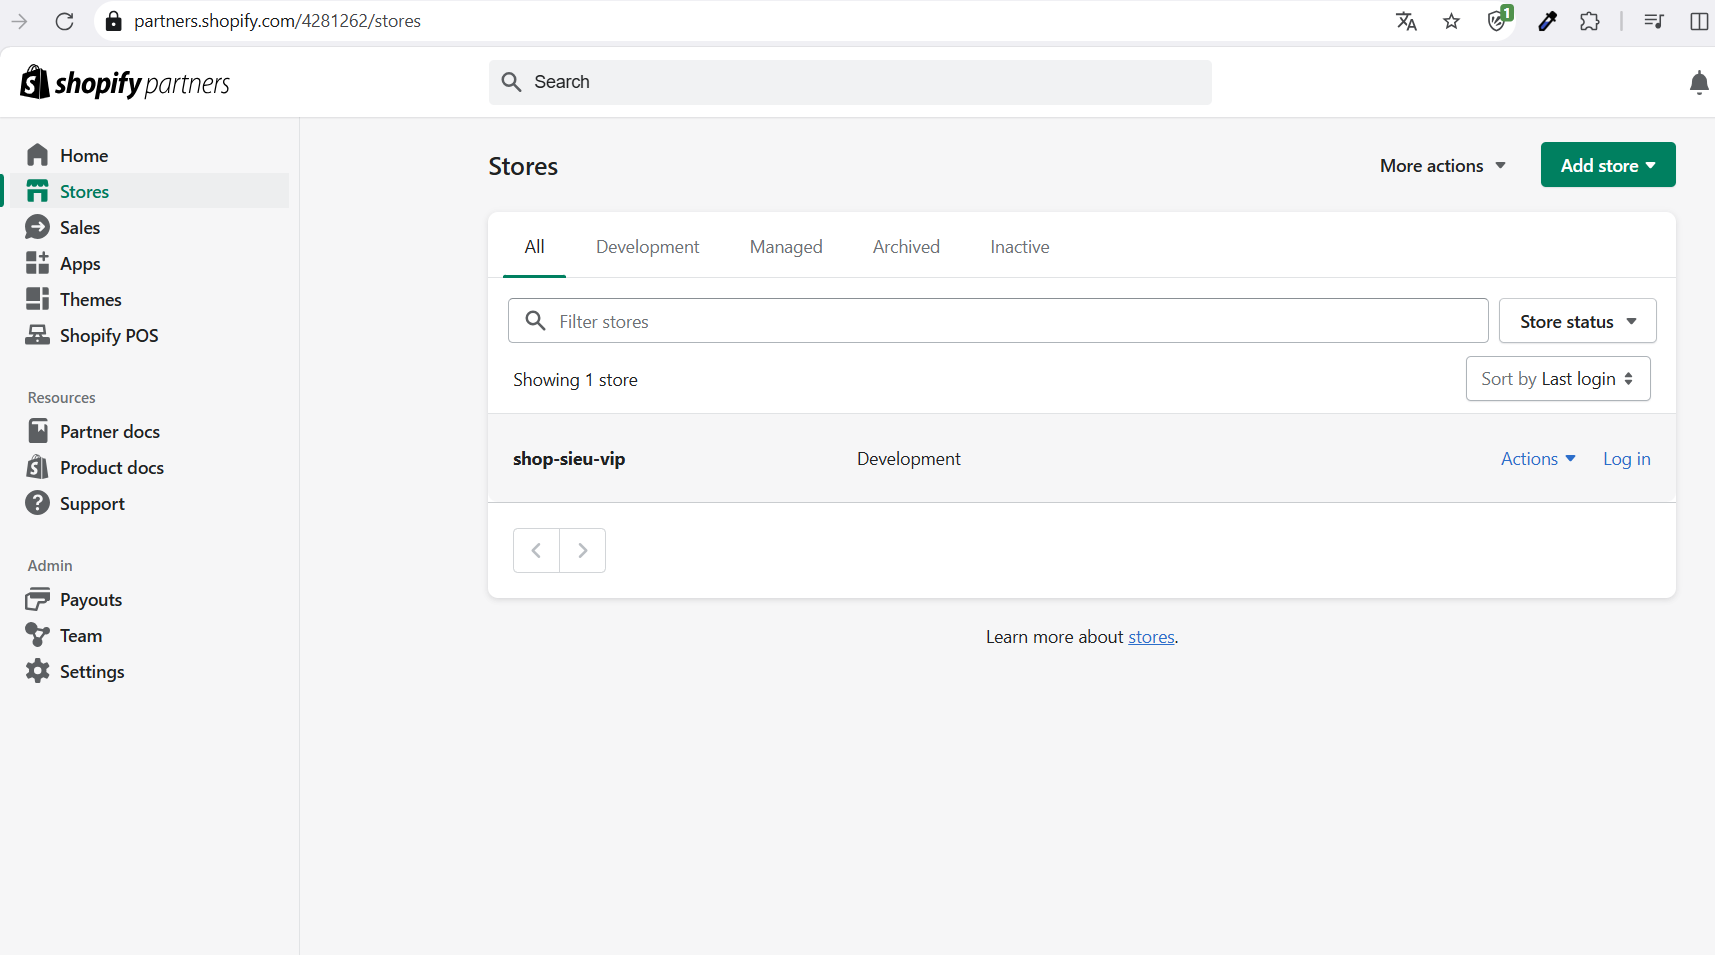 partners.shopify.com/4281262/stores
1
shopify partners
Search
Home
Stores
Sales
Apps
Themes
Shopify POS
Resources
Partner docs
Product docs
Support
Admin
Payouts
Team
Settings
Stores
More actions
Add store
All Development Managed Archived Inactive
Filter stores
Store status
Showing 1 store
Sort by Last login
shop-sieu-vip Development Actions Log in
Learn more about stores.